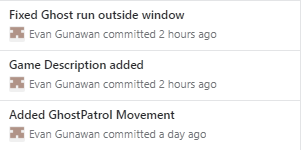 Fixed Ghost run outside window
Evan Gunawan committed 2 hours ago
Game Description added
Evan Gunawan committed 2 hours ago
Added GhostPatrol Movement
Evan Gunawan committed a day ago